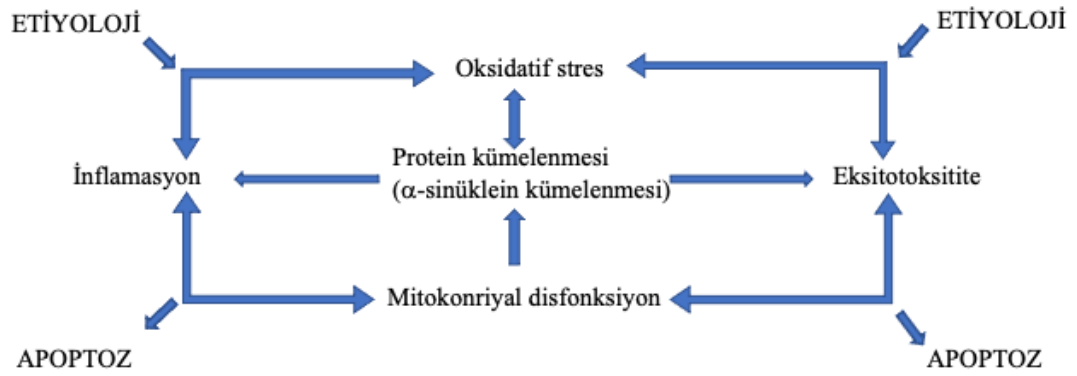 ETİYOLOJİ
ETİYOLOJİ
Oksidatif stres
İnflamasyon
Protein kümelenmesi
(α-sinüklein kümelenmesi)
Eksitotoksitite
Mitokonriyal disfonksiyon
APOPTOZ
APOPTOZ